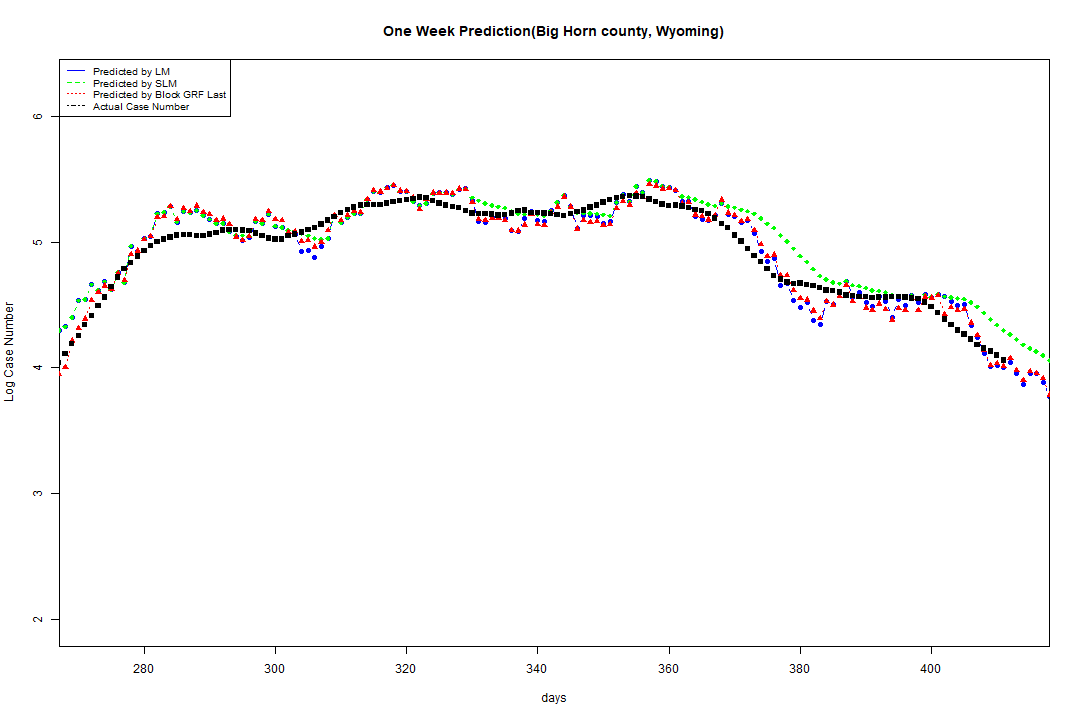 One Week Prediction(Big Horn county, Wyoming)
Predicted by LM
Predicted by SLM
Predicted by Block GRF Last
Actual Case Number
6
5
4
3
2
Log Case Number
280 300 320 340 360 380 400
days